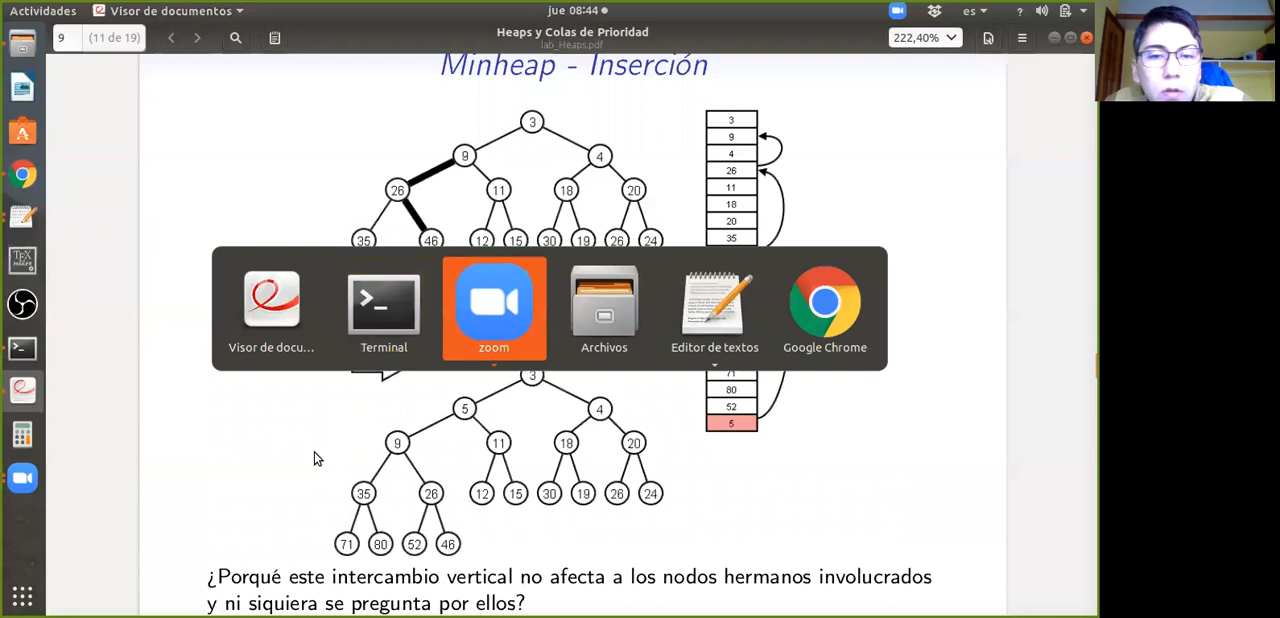 Actividades
Visor de documentos
jue 08:44
es
?
9
(11 de 19)
Heaps y Colas de Prioridad
lab_Heaps.pdf
222,40%
Minheap - Inserción
3
9 4
26 11 18 20
35 46 12 15 30 19 26 24
3
9
4
26
11
18
20
35
Visor de docu...
Terminal
zoom
Archivos
Editor de textos
Google Chrome
71
80
52
5
3
5 4
9 11 18 20
35 26 12 15 30 19 26 24
71 80 52 46
¿Porqué este intercambio vertical no afecta a los nodos hermanos involucrados
y ni siquiera se pregunta por ellos?